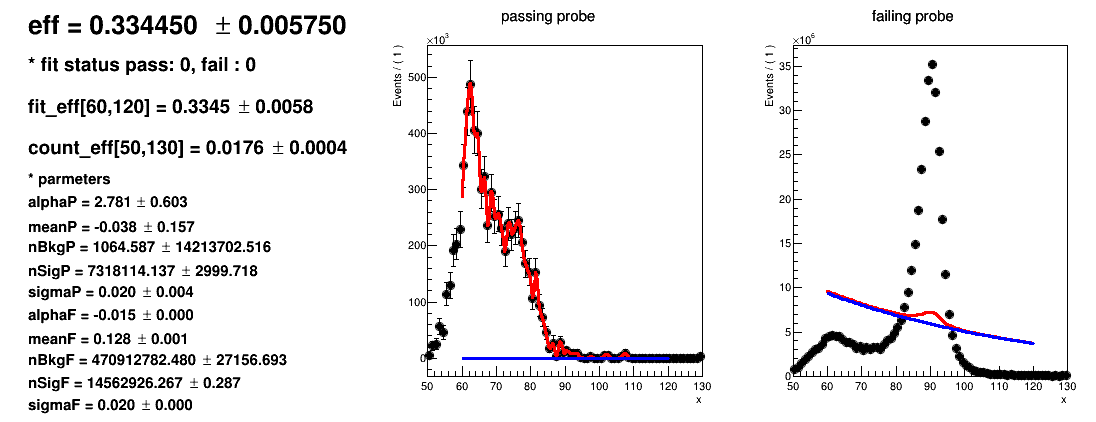 eff = 0.334450 ± 0.005750
* fit status pass: 0, fail : 0
fit_eff[60,120] = 0.3345 ± 0.0058
count_eff[50,130] = 0.0176 ± 0.0004
* parmeters
alphaP = 2.781 ± 0.603
meanP = -0.038 ± 0.157
nBkgP = 1064.587 ± 14213702.516
nSigP = 7318114.137 ± 2999.718
sigmaP = 0.020 ± 0.004
alphaF = -0.015 ± 0.000
meanF = 0.128 ± 0.001
nBkgF = 470912782.480 ± 27156.693
nSigF = 14562926.267 ± 0.287
sigmaF = 0.020 ± 0.000
passing probe
×10³
Events / ( 1 )
500
400
300
200
100
0
50 60 70 80 90 100 110 120 130
x
failing probe
×10⁶
Events / ( 1 )
35
30
25
20
15
10
5
0
50 60 70 80 90 100 110 120 130
x